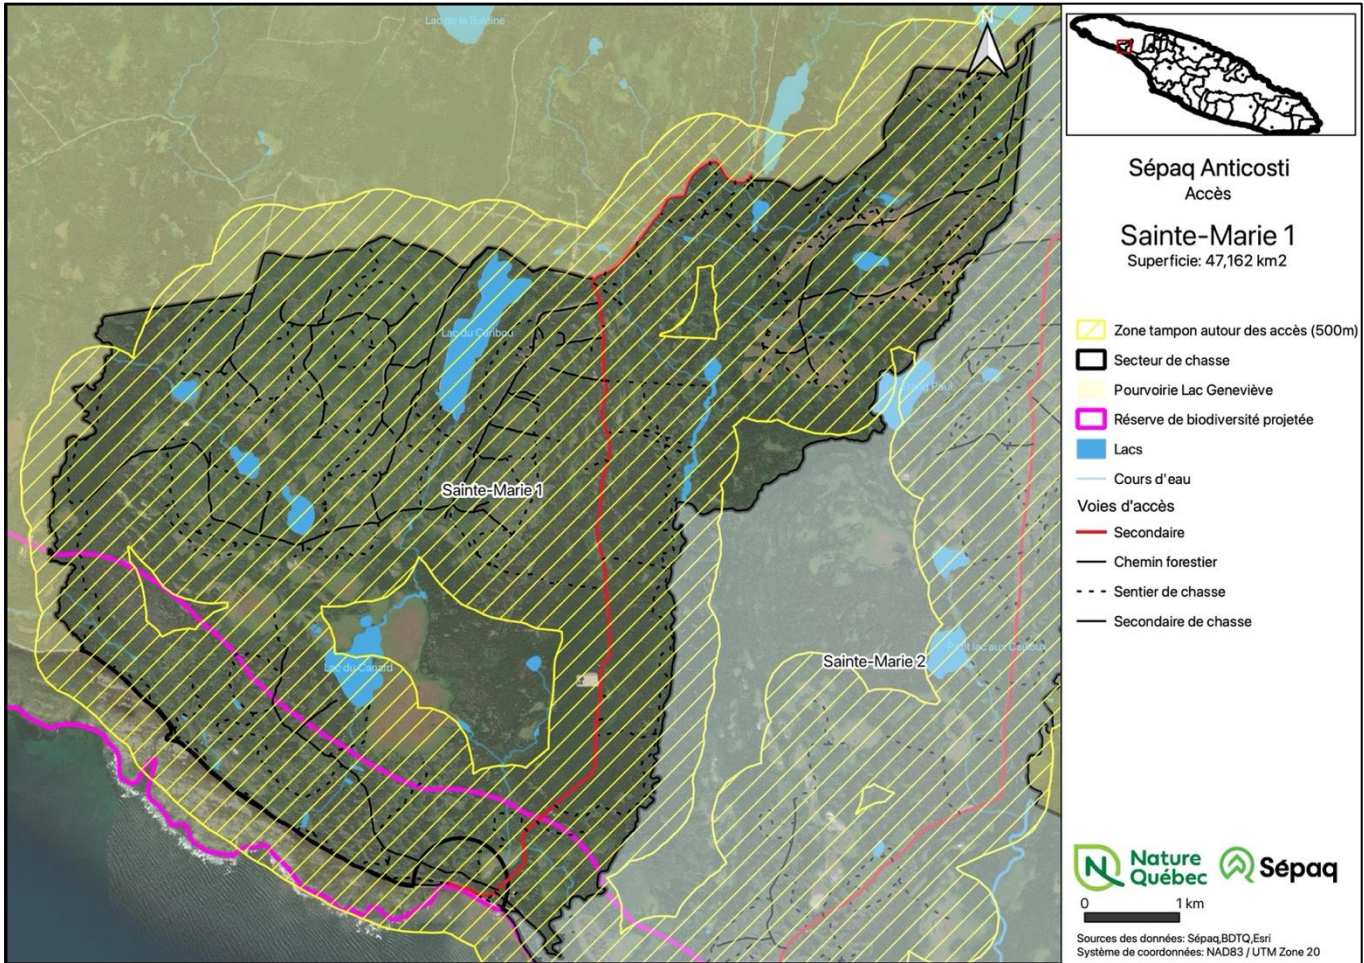 Lac de la Baleine
N
Lac du Caribou
Sainte-Marie 1
Lac du Canard
Sainte-Marie 2
Sépaq Anticosti
Accès
Sainte-Marie 1
Superficie: 47,162 km2
Zone tampon autour des accès (500m)
Secteur de chasse
Pourvoirie Lac Geneviève
Réserve de biodiversité projetée
Lacs
Cours d'eau
Voies d'accès
Secondaire
Chemin forestier
Sentier de chasse
Secondaire de chasse
Nature
Québec
Sépaq
0 1 km
Sources des données: Sépaq,BDTQ,Esri
Système de coordonnées: NAD83 / UTM Zone 20